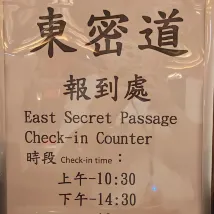 東密道
報到處
East Secret Passage
Check-in Counter
時段 Check-in time：
上午-10:30
下午-14:30